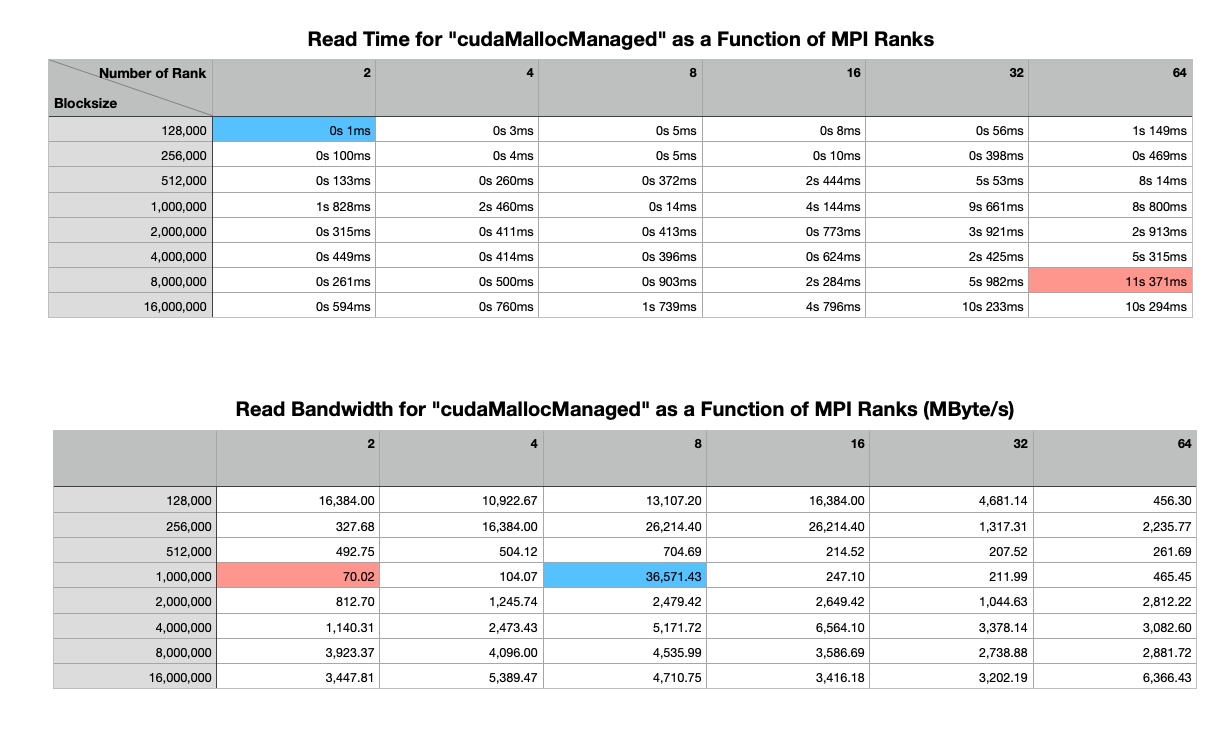 Read Time for "cudaMallocManaged" as a Function of MPI Ranks
Number of Rank 2 4 8 16 32 64
Blocksize
128,000 0s 1ms 0s 3ms 0s 5ms 0s 8ms 0s 56ms 1s 149ms
256,000 0s 100ms 0s 4ms 0s 5ms 0s 10ms 0s 398ms 0s 469ms
512,000 0s 133ms 0s 260ms 0s 372ms 2s 444ms 5s 53ms 8s 14ms
1,000,000 1s 828ms 2s 460ms 0s 14ms 4s 144ms 9s 661ms 8s 800ms
2,000,000 0s 315ms 0s 411ms 0s 413ms 0s 773ms 3s 921ms 2s 913ms
4,000,000 0s 449ms 0s 414ms 0s 396ms 0s 624ms 2s 425ms 5s 315ms
8,000,000 0s 261ms 0s 500ms 0s 903ms 2s 284ms 5s 982ms 11s 371ms
16,000,000 0s 594ms 0s 760ms 1s 739ms 4s 796ms 10s 233ms 10s 294ms
Read Bandwidth for "cudaMallocManaged" as a Function of MPI Ranks (MByte/s)
2 4 8 16 32 64
128,000 16,384.00 10,922.67 13,107.20 16,384.00 4,681.14 456.30
256,000 327.68 16,384.00 26,214.40 26,214.40 1,317.31 2,235.77
512,000 492.75 504.12 704.69 214.52 207.52 261.69
1,000,000 70.02 104.07 36,571.43 247.10 211.99 465.45
2,000,000 812.70 1,245.74 2,479.42 2,649.42 1,044.63 2,812.22
4,000,000 1,140.31 2,473.43 5,171.72 6,564.10 3,378.14 3,082.60
8,000,000 3,923.37 4,096.00 4,535.99 3,586.69 2,738.88 2,881.72
16,000,000 3,447.81 5,389.47 4,710.75 3,416.18 3,202.19 6,366.43